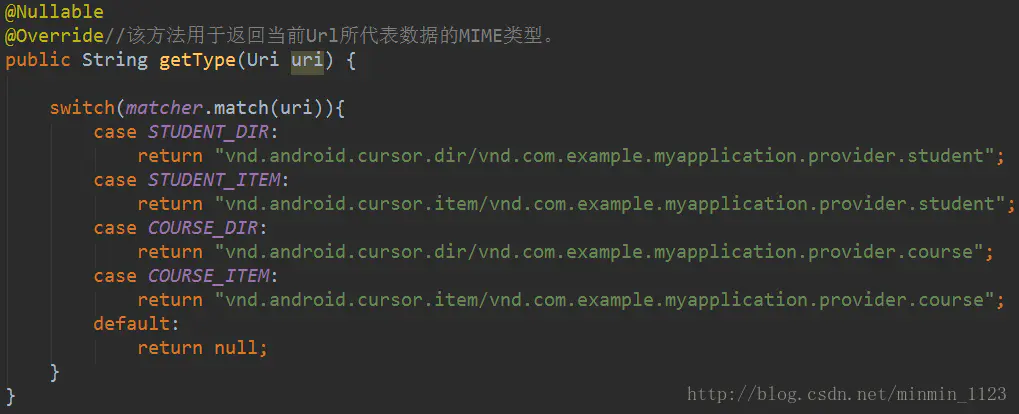 @Nullable
@Override//该方法用于返回当前Url所代表数据的MIME类型。
public String getType(Uri uri) {
switch(matcher.match(uri)){
case STUDENT_DIR:
return "vnd.android.cursor.dir/vnd.com.example.myapplication.provider.student";
case STUDENT_ITEM:
return "vnd.android.cursor.item/vnd.com.example.myapplication.provider.student";
case COURSE_DIR:
return "vnd.android.cursor.dir/vnd.com.example.myapplication.provider.course";
case COURSE_ITEM:
return "vnd.android.cursor.item/vnd.com.example.myapplication.provider.course";
default:
return null;
}
}
http://blog.csdn.net/minmin_1123